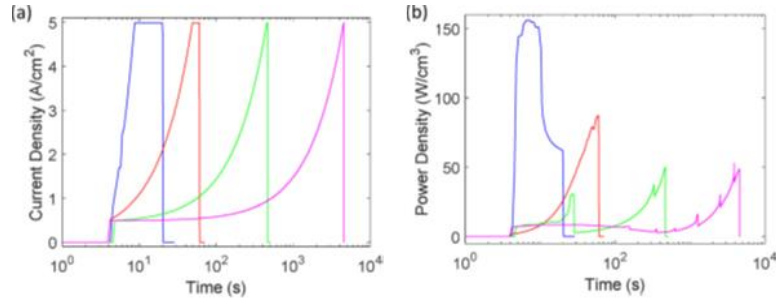 (a)
(b)
Current Density (A/cm²)
5
4
3
2
1
0
10⁰ 10¹ 10² 10³ 10⁴
Time (s)
Power Density (W/cm³)
150
100
50
0
10⁰ 10² 10⁴
Time (s)